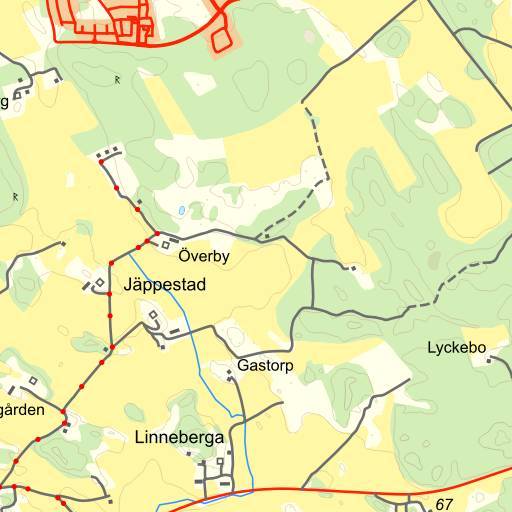 g
Överby
Jäppestad
Lyckebo
Gastorp
gården
Linneberga
67